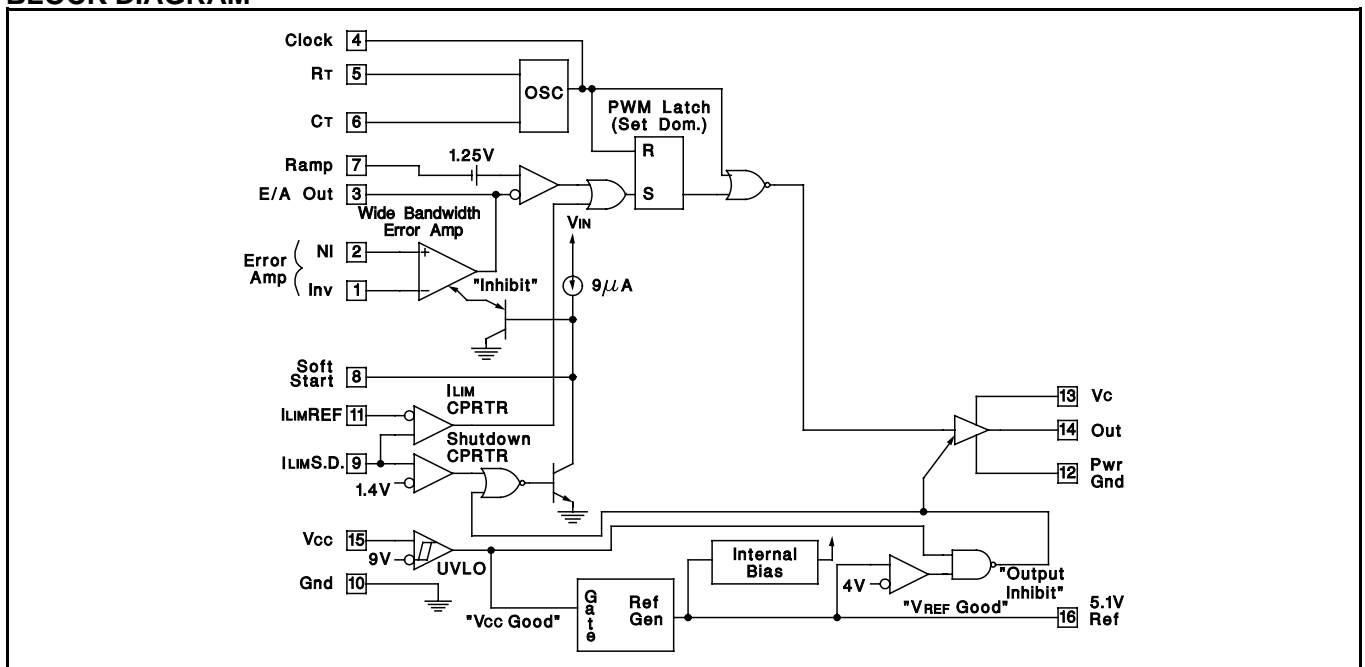 BLOCK DIAGRAM
Clock 4
RT 5
CT 6
OSC
PWM Latch
(Set Dom.)
R
S
Ramp 7
1.25V
E/A Out 3
Wide Bandwidth
Error Amp
Error
Amp
NI 2
Inv 1
+
−
"Inhibit"
VIN
9μA
Soft
Start 8
ILIMREF 11
ILIM
CPRTR
ILIMS.D. 9
Shutdown
CPRTR
1.4V
13 Vc
14 Out
12 Pwr
Gnd
Vcc 15
9V
UVLO
Gnd 10
"Vcc Good"
Gate
Ref
Gen
Internal
Bias
4V
"VREF Good"
"Output
Inhibit"
16 5.1V
Ref